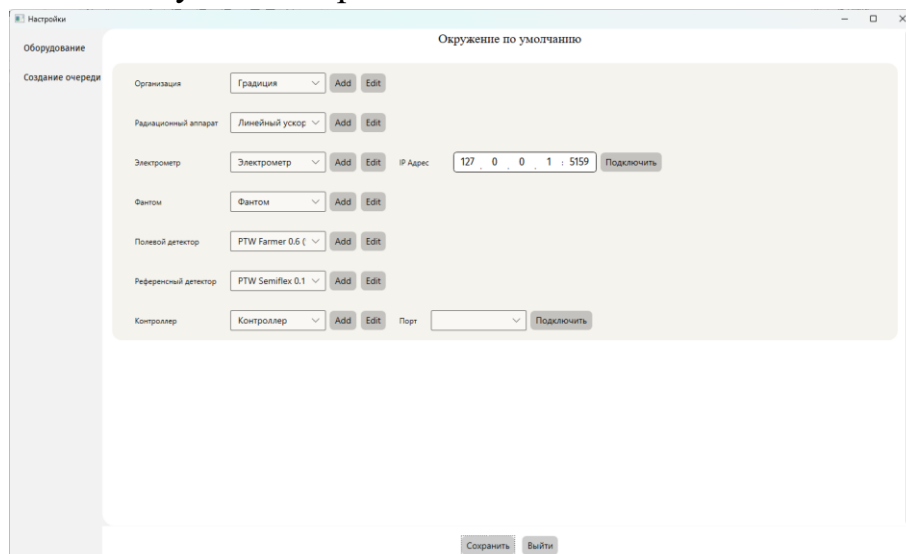 Настройки
Оборудование
Создание очереди
Окружение по умолчанию
Организация Градиция Add Edit
Радиационный аппарат Линейный ускор Add Edit
Электрометр Электрометр Add Edit IP Адрес 127 . 0 . 0 . 1 : 5159 Подключить
Фантом Фантом Add Edit
Полевой детектор PTW Farmer 0.6 ( Add Edit
Референсный детектор PTW Semiflex 0.1 Add Edit
Контроллер Контроллер Add Edit Порт Подключить
Сохранить Выйти